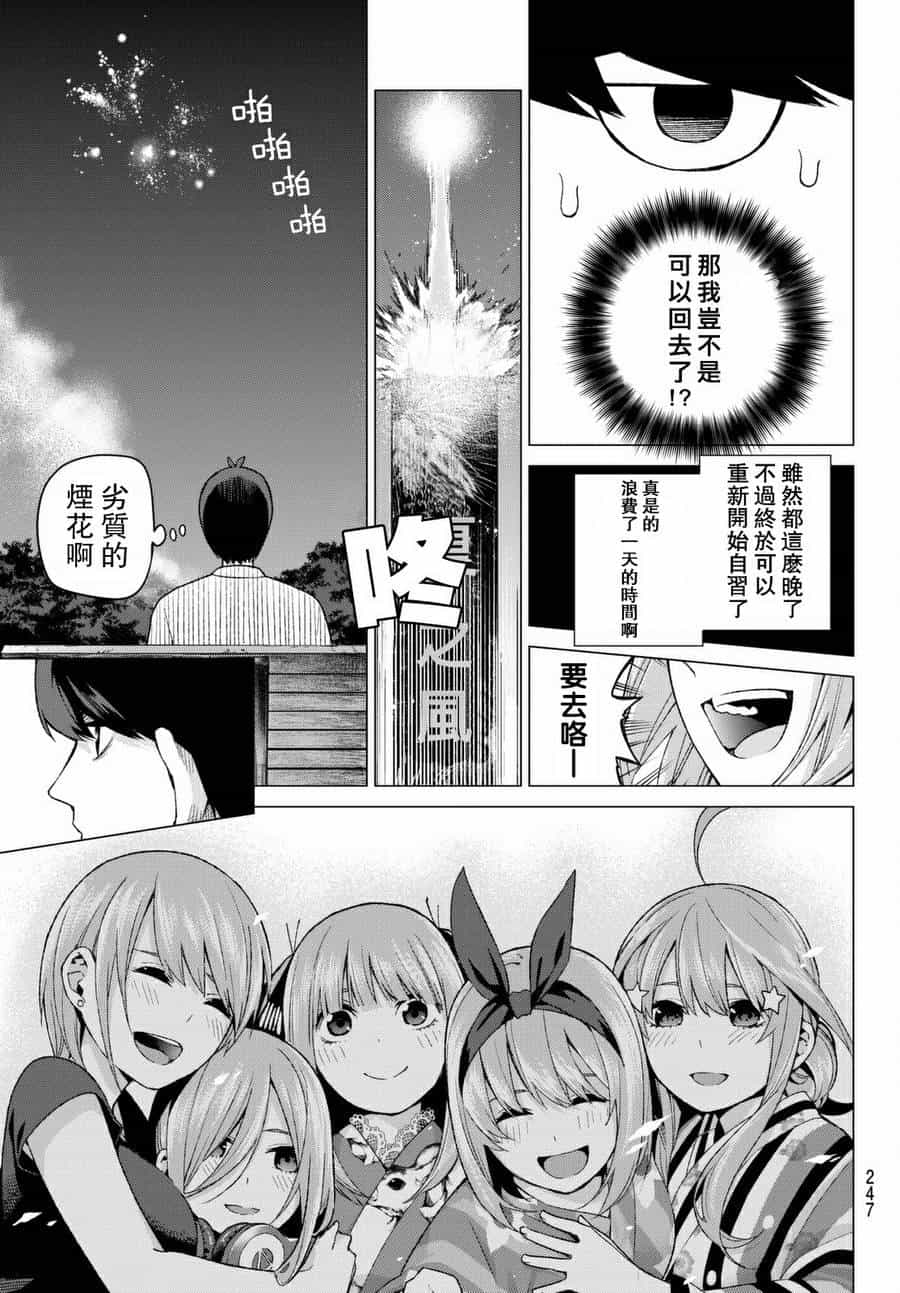 那我豈不是
可以回去了!?
雖然都這麼晚了
不過終於可以
重新開始自習了
真是的
浪費了一天的時間啊
要去咯—
咚
之風
啪
啪
啪
啪
劣質的
煙花啊
247